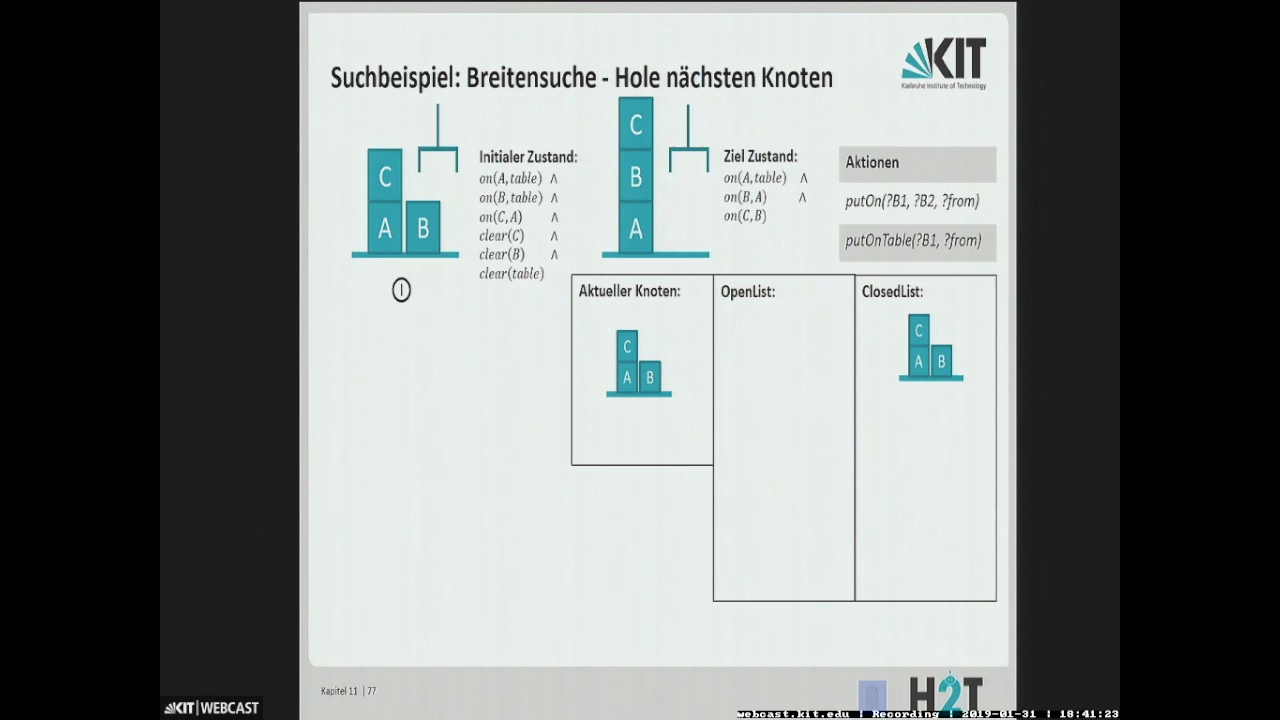 Suchbeispiel: Breitensuche - Hole nächsten Knoten
KIT
Karlsruhe Institute of Technology
C
A B
Initialer Zustand:
on(A, table) ∧
on(B, table) ∧
on(C, A) ∧
clear(C) ∧
clear(B) ∧
clear(table)
C
B
A
Ziel Zustand:
on(A, table) ∧
on(B, A) ∧
on(C, B)
Aktionen
putOn(?B1, ?B2, ?from)
putOnTable(?B1, ?from)
I
Aktueller Knoten:
C
A B
OpenList:
ClosedList:
C
A B
Kapitel 11 | 77
H2T
KIT | WEBCAST
webcast.kit.edu | Recording | 2019-01-31 | 18:41:23